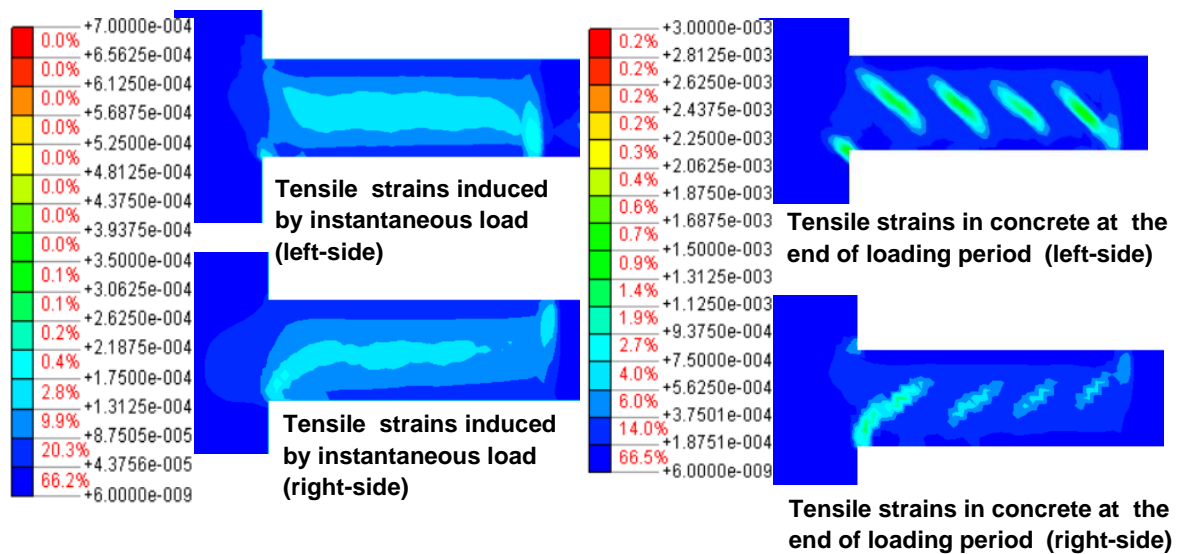 +7.0000e-004
0.0%
+6.5625e-004
0.0%
+6.1250e-004
0.0%
+5.6875e-004
0.0%
+5.2500e-004
0.0%
+4.8125e-004
0.0%
+4.3750e-004
0.0%
+3.9375e-004
0.0%
+3.5000e-004
0.1%
+3.0625e-004
0.1%
+2.6250e-004
0.2%
+2.1875e-004
0.4%
+1.7500e-004
2.8%
+1.3125e-004
9.9%
+8.7505e-005
20.3%
+4.3756e-005
66.2%
+6.0000e-009
Tensile strains induced
by instantaneous load
(left-side)
Tensile strains induced
by instantaneous load
(right-side)
+3.0000e-003
0.2%
+2.8125e-003
0.2%
+2.6250e-003
0.2%
+2.4375e-003
0.2%
+2.2500e-003
0.3%
+2.0625e-003
0.4%
+1.8750e-003
0.6%
+1.6875e-003
0.7%
+1.5000e-003
0.9%
+1.3125e-003
1.4%
+1.1250e-003
1.9%
+9.3750e-004
2.7%
+7.5000e-004
4.0%
+5.6250e-004
6.0%
+3.7501e-004
14.0%
+1.8751e-004
66.5%
+6.0000e-009
Tensile strains in concrete at the
end of loading period (left-side)
Tensile strains in concrete at the
end of loading period (right-side)